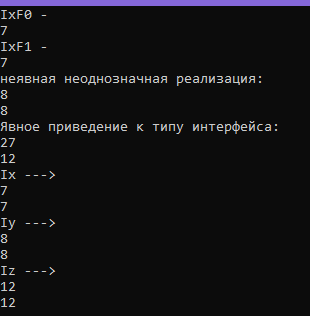 IxF0 -
7
IxF1 -
7
неявная неоднозначная реализация:
8
8
Явное приведение к типу интерфейса:
27
12
Ix --->
7
7
Iy --->
8
8
Iz --->
12
12